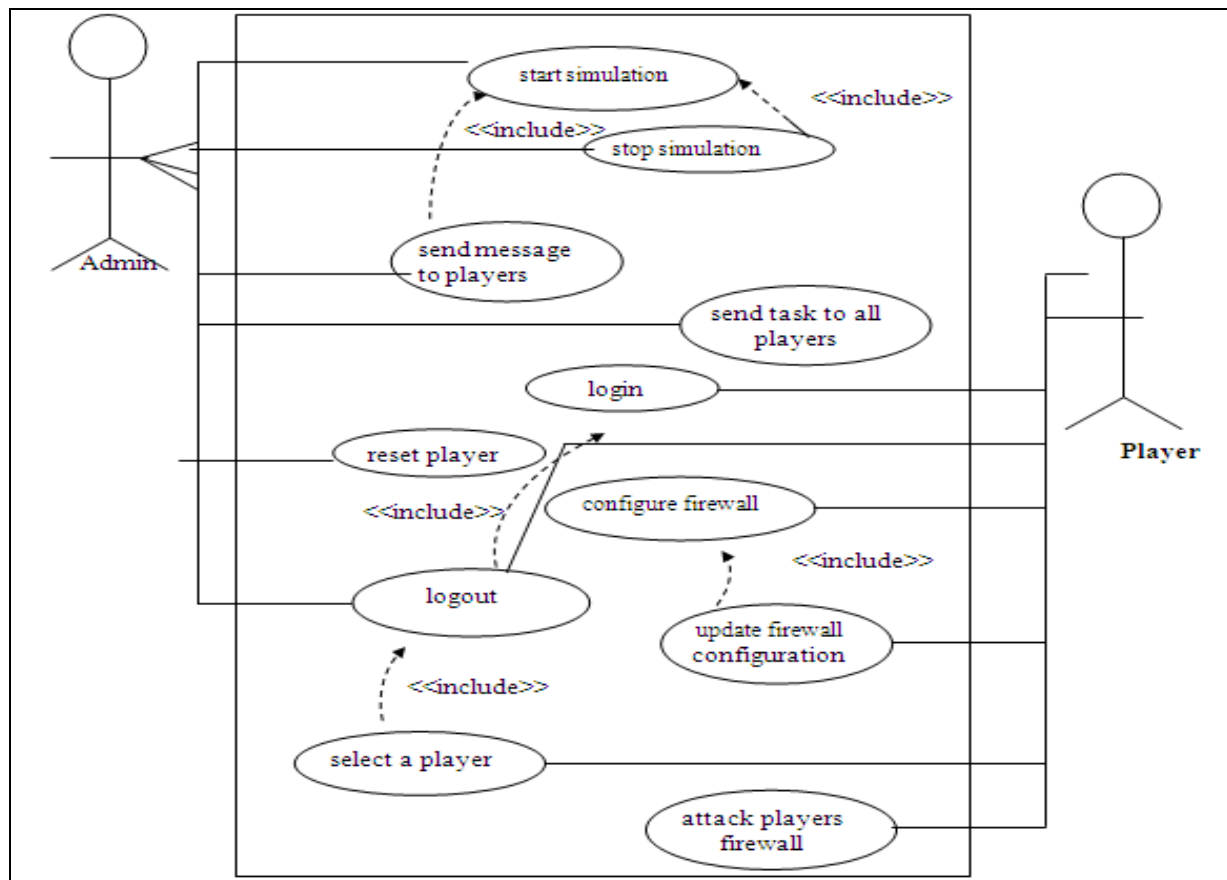 start simulation
<<include>>
<<include>>
stop simulation
Admin
send message
to players
send task to all
players
login
Player
reset player
configure firewall
<<include>>
<<include>>
logout
update firewall
configuration
<<include>>
select a player
attack players
firewall